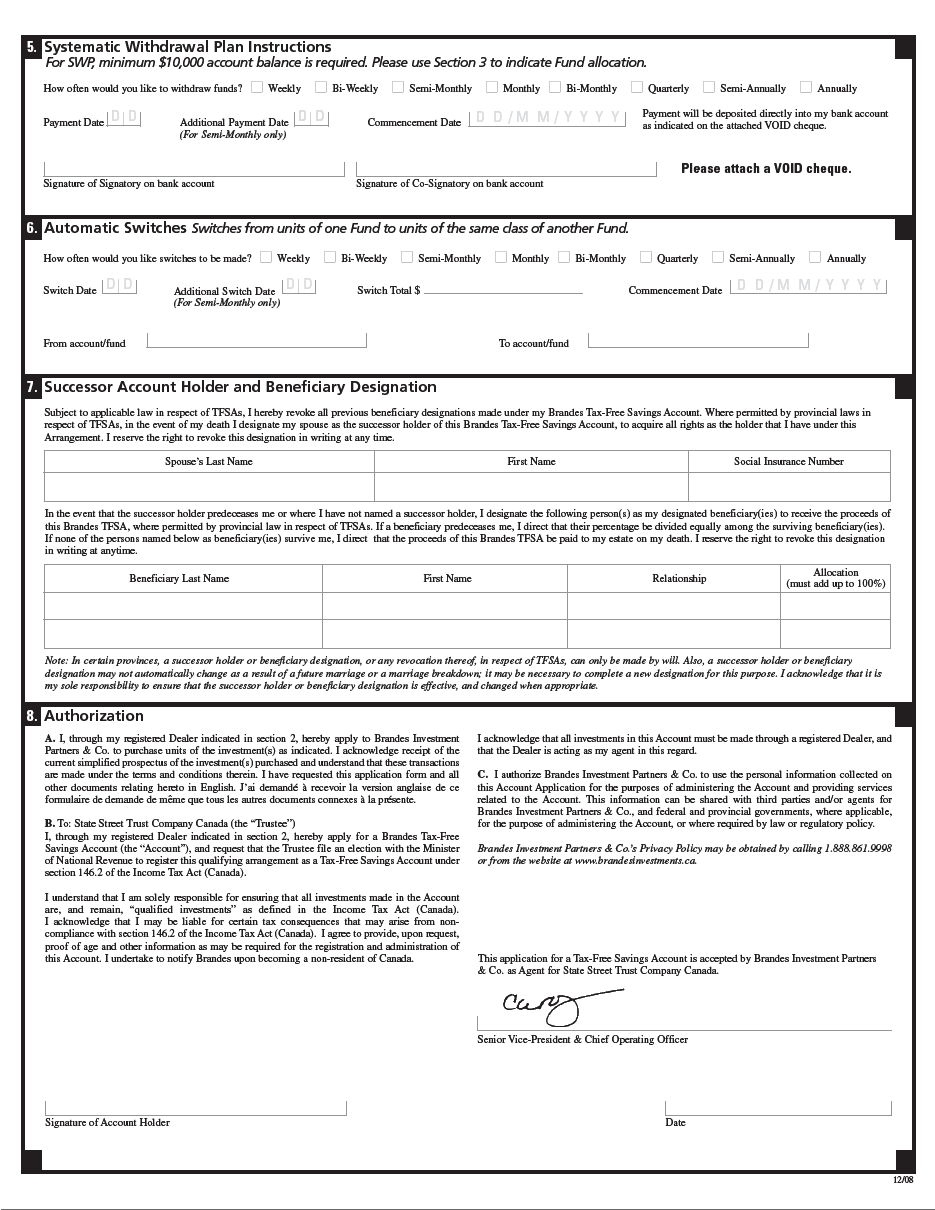 5. Systematic Withdrawal Plan Instructions
For SWP, minimum $10,000 account balance is required. Please use Section 3 to indicate Fund allocation.
How often would you like to withdraw funds? Weekly Bi-Weekly Semi-Monthly Monthly Bi-Monthly Quarterly Semi-Annually Annually
Payment Date D D Additional Payment Date D D Commencement Date D D / M M / Y Y Y Y Payment will be deposited directly into my bank account
(For Semi-Monthly only) as indicated on the attached VOID cheque.
Please attach a VOID cheque.
Signature of Signatory on bank account Signature of Co-Signatory on bank account
6. Automatic Switches Switches from units of one Fund to units of the same class of another Fund.
How often would you like switches to be made? Weekly Bi-Weekly Semi-Monthly Monthly Bi-Monthly Quarterly Semi-Annually Annually
Switch Date D D Additional Switch Date D D Switch Total $ Commencement Date D D / M M / Y Y Y Y
(For Semi-Monthly only)
From account/fund To account/fund
7. Successor Account Holder and Beneficiary Designation
Subject to applicable law in respect of TFSAs, I hereby revoke all previous beneficiary designations made under my Brandes Tax-Free Savings Account. Where permitted by provincial laws in
respect of TFSAs, in the event of my death I designate my spouse as the successor holder of this Brandes Tax-Free Savings Account, to acquire all rights as the holder that I have under this
Arrangement. I reserve the right to revoke this designation in writing at any time.
Spouse's Last Name First Name Social Insurance Number
In the event that the successor holder predeceases me or where I have not named a successor holder, I designate the following person(s) as my designated beneficiary(ies) to receive the proceeds of
this Brandes TFSA, where permitted by provincial law in respect of TFSAs. If a beneficiary predeceases me, I direct that their percentage be divided equally among the surviving beneficiary(ies).
If none of the persons named below as beneficiary(ies) survive me, I direct that the proceeds of this Brandes TFSA be paid to my estate on my death. I reserve the right to revoke this designation
in writing at anytime.
Beneficiary Last Name First Name Relationship Allocation
(must add up to 100%)
Note: In certain provinces, a successor holder or beneficiary designation, or any revocation thereof, in respect of TFSAs, can only be made by will. Also, a successor holder or beneficiary
designation may not automatically change as a result of a future marriage or a marriage breakdown; it may be necessary to complete a new designation for this purpose. I acknowledge that it is
my sole responsibility to ensure that the successor holder or beneficiary designation is effective, and changed when appropriate.
8. Authorization
A. I, through my registered Dealer indicated in section 2, hereby apply to Brandes Investment
Partners & Co. to purchase units of the investment(s) as indicated. I acknowledge receipt of the
current simplified prospectus of the investment(s) purchased and understand that these transactions
are made under the terms and conditions therein. I have requested this application form and all
other documents relating hereto in English. J'ai demandé à recevoir la version anglaise de ce
formulaire de demande de même que tous les autres documents connexes à la présente.
B. To: State Street Trust Company Canada (the “Trustee”)
I, through my registered Dealer indicated in section 2, hereby apply for a Brandes Tax-Free
Savings Account (the “Account”), and request that the Trustee file an election with the Minister
of National Revenue to register this qualifying arrangement as a Tax-Free Savings Account under
section 146.2 of the Income Tax Act (Canada).
I understand that I am solely responsible for ensuring that all investments made in the Account
are, and remain, “qualified investments” as defined in the Income Tax Act (Canada).
I acknowledge that I may be liable for certain tax consequences that may arise from non-
compliance with section 146.2 of the Income Tax Act (Canada). I agree to provide, upon request,
proof of age and other information as may be required for the registration and administration of
this Account. I undertake to notify Brandes upon becoming a non-resident of Canada.
I acknowledge that all investments in this Account must be made through a registered Dealer, and
that the Dealer is acting as my agent in this regard.
C. I authorize Brandes Investment Partners & Co. to use the personal information collected on
this Account Application for the purposes of administering the Account and providing services
related to the Account. This information can be shared with third parties and/or agents for
Brandes Investment Partners & Co., and federal and provincial governments, where applicable,
for the purpose of administering the Account, or where required by law or regulatory policy.
Brandes Investment Partners & Co.'s Privacy Policy may be obtained by calling 1.888.861.9998
or from the website at www.brandesinvestments.ca.
This application for a Tax-Free Savings Account is accepted by Brandes Investment Partners
& Co. as Agent for State Street Trust Company Canada.
Senior Vice-President & Chief Operating Officer
Signature of Account Holder Date
12/08